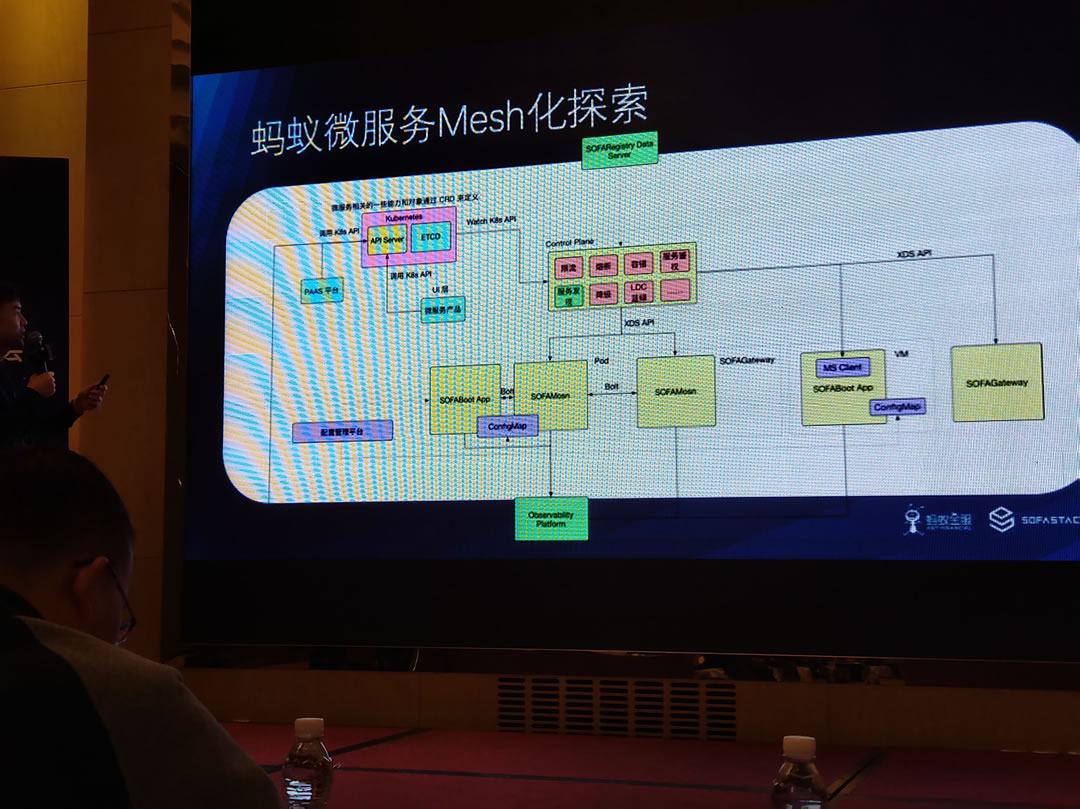 蚂蚁微服务Mesh化探索
SOFARegistry Data
Server
微服务相关的一些能力和对象通过 CRD 来定义
Kubernetes
调用 K8s API
API Server
ETCD
Watch K8s API
调用 K8s API
PAAS 平台
UI 层
微服务产品
Control Plane
限流
熔断
容错
服务鉴
权
服务发
现
降级
LDC
蓝绿
......
XDS API
XDS API
Pod
SOFABoot App
Bolt
SOFAMosn
ConfigMap
Bolt
SOFAMosn
SOFAGateway
VM
MS Client
SOFABoot App
ConfigMap
SOFAGateway
配置管理平台
Observability
Platform
蚂蚁金服
ANT FINANCIAL
SOFASTAC